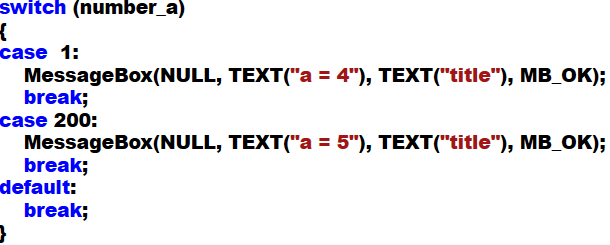 switch (number_a)
{
case  1:
    MessageBox(NULL, TEXT("a = 4"), TEXT("title"), MB_OK);
    break;
case 200:
    MessageBox(NULL, TEXT("a = 5"), TEXT("title"), MB_OK);
    break;
default:
    break;
}